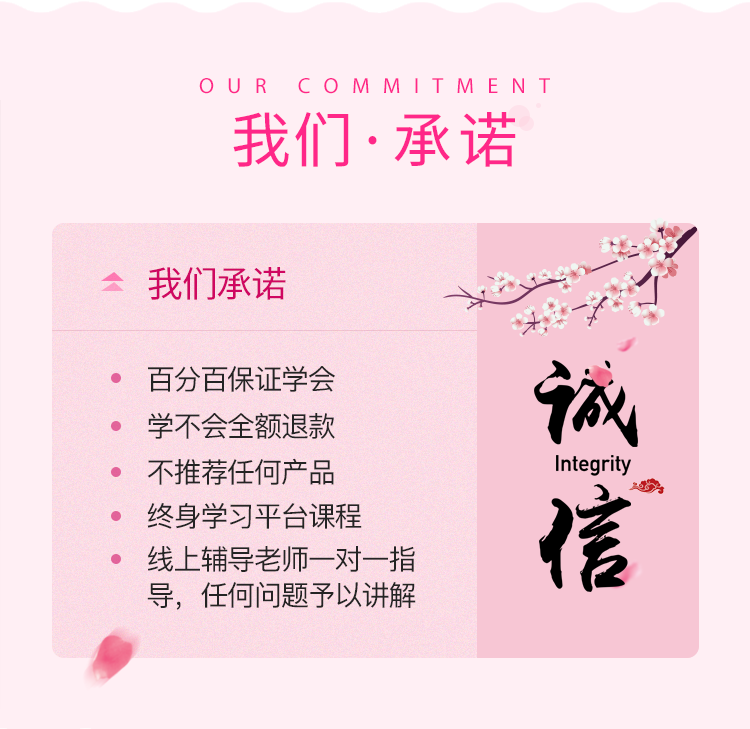 OUR COMMITMENT
我们·承诺
我们承诺
百分百保证学会
学不会全额退款
不推荐任何产品
终身学习平台课程
线上辅导老师一对一指
导，任何问题予以讲解
诚
Integrity
信